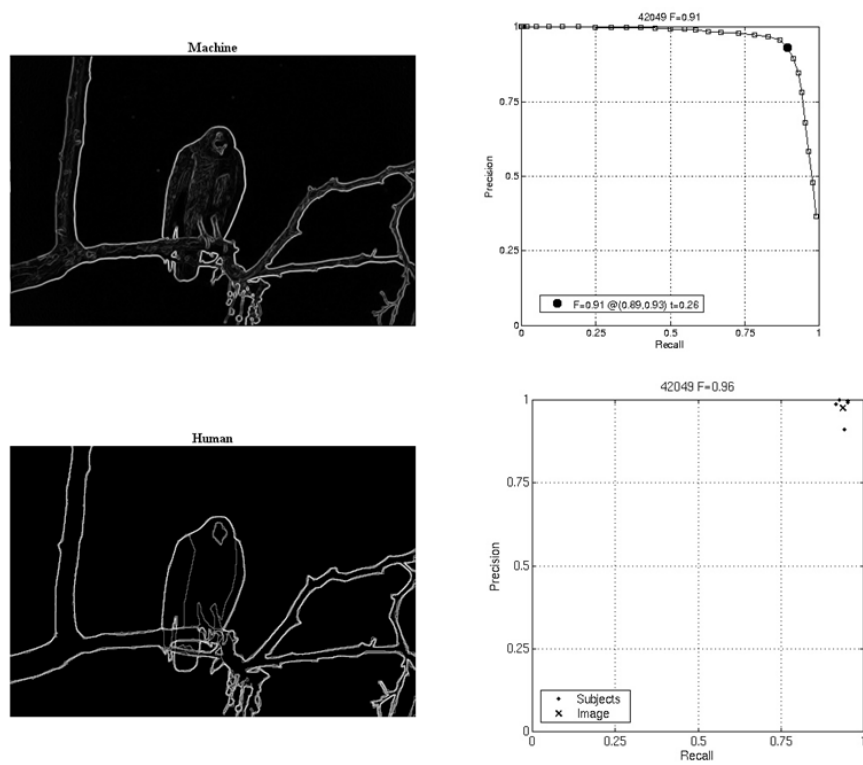 Machine
42049 F=0.91
1
0.75
0.5
0.25
0
Precision
0
0.25
0.5
0.75
1
Recall
F=0.91 @(0.89,0.93) t=0.26
Human
42049 F=0.96
1
0.75
0.5
0.25
0
Precision
0
0.25
0.5
0.75
1
Recall
Subjects
Image